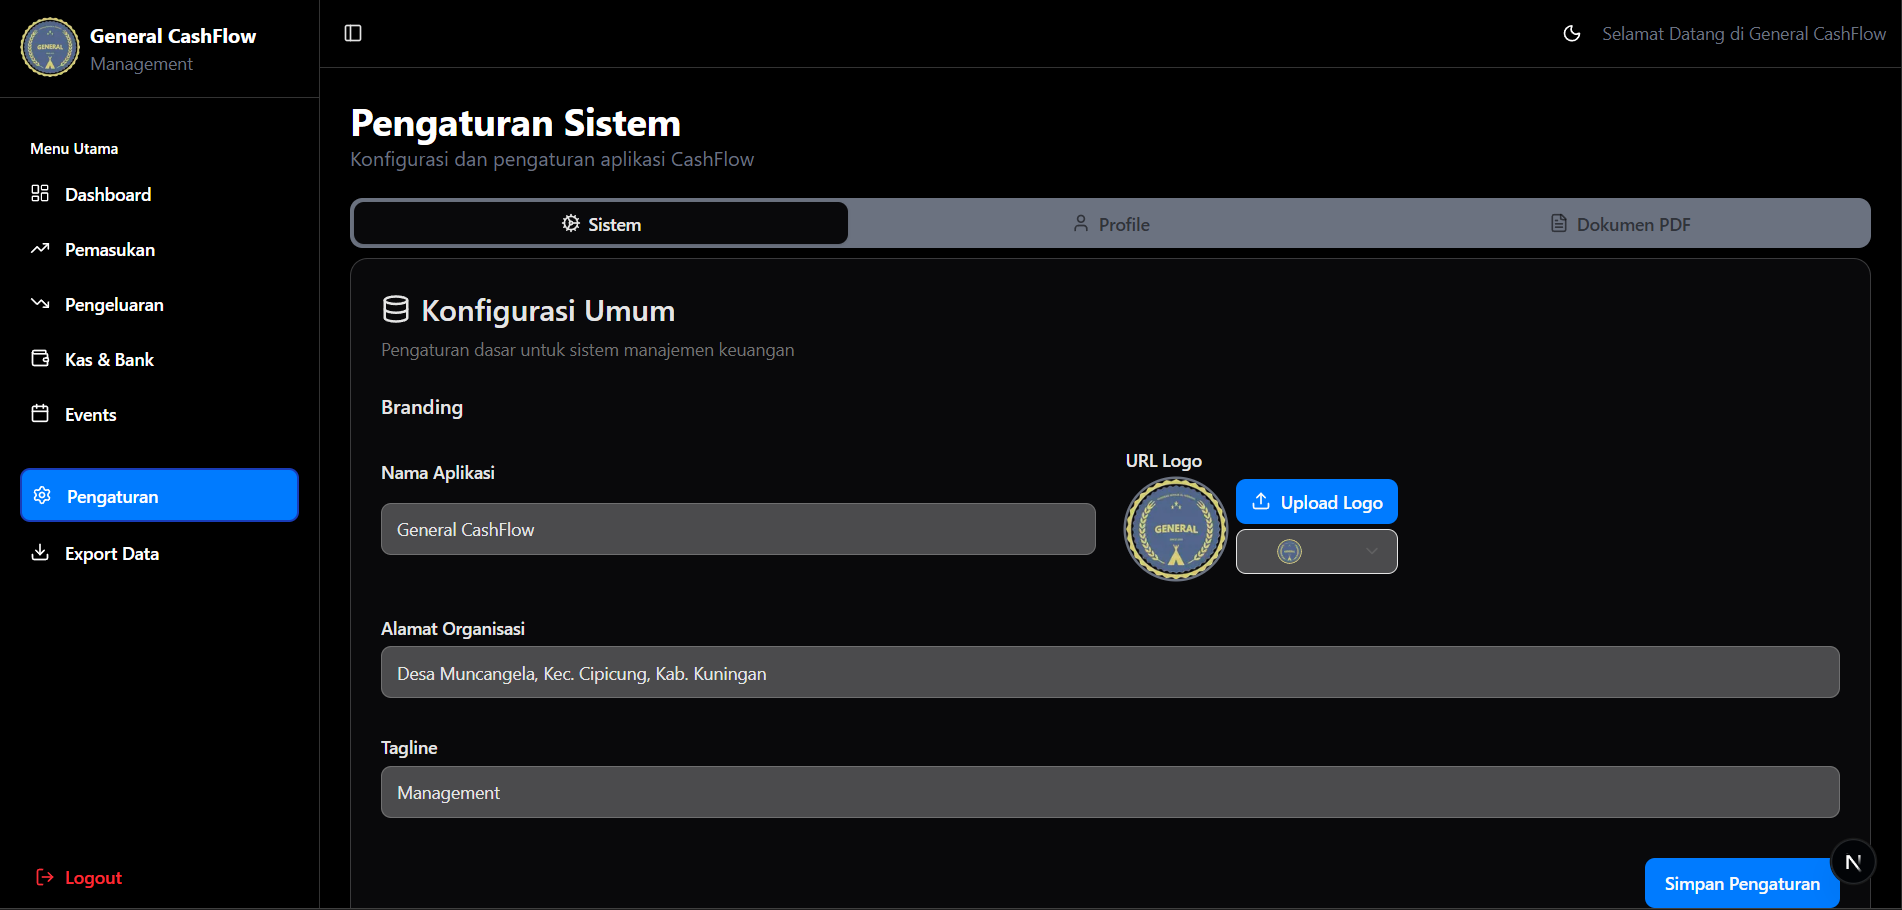 General CashFlow
Management
Selamat Datang di General CashFlow
Menu Utama
Dashboard
Pemasukan
Pengeluaran
Kas & Bank
Events
Pengaturan
Export Data
Logout
Pengaturan Sistem
Konfigurasi dan pengaturan aplikasi CashFlow
Sistem
Profile
Dokumen PDF
Konfigurasi Umum
Pengaturan dasar untuk sistem manajemen keuangan
Branding
Nama Aplikasi
General CashFlow
URL Logo
GENERAL
Upload Logo
Alamat Organisasi
Desa Muncangela, Kec. Cipicung, Kab. Kuningan
Tagline
Management
Simpan Pengaturan
N